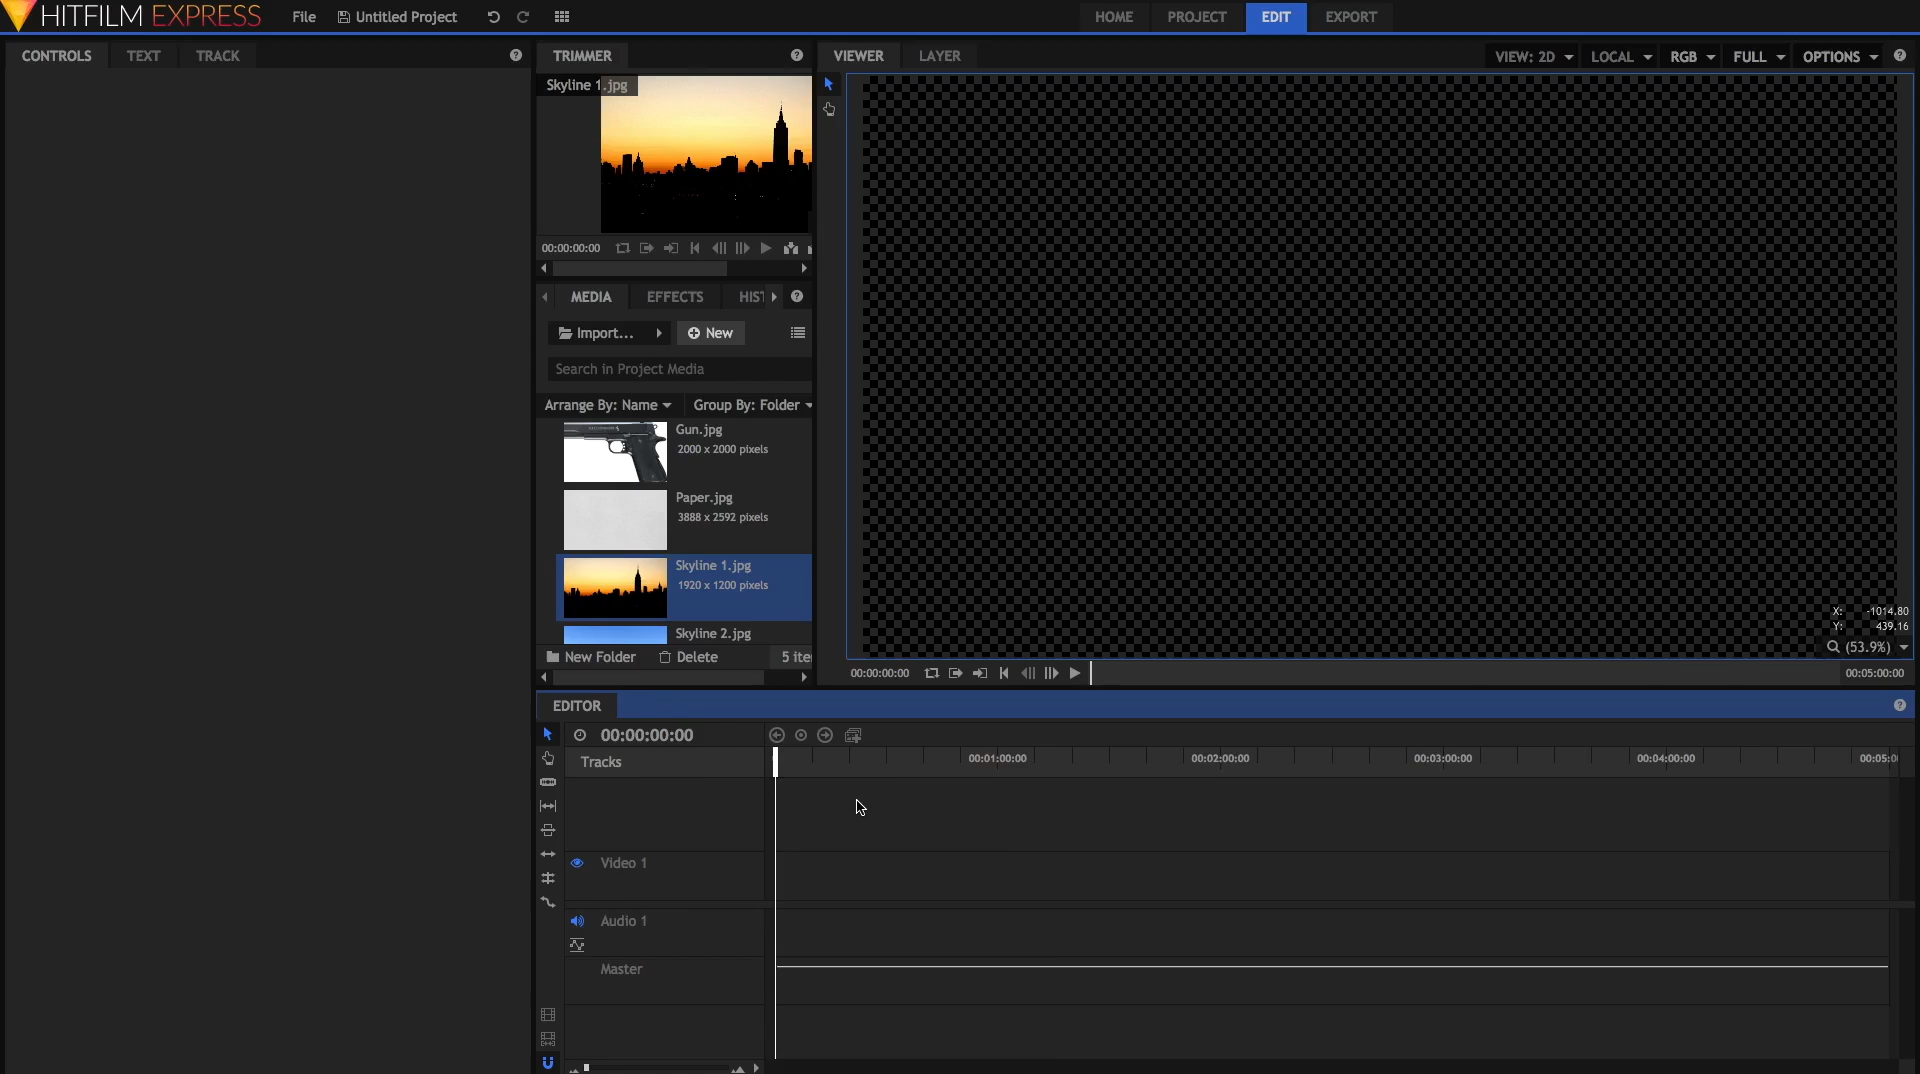 HITFILM EXPRESS
File
Untitled Project
HOME
PROJECT
EDIT
EXPORT
CONTROLS
TEXT
TRACK
TRIMMER
VIEWER
LAYER
VIEW: 2D
LOCAL
RGB
FULL
OPTIONS
Skyline 1.jpg
00:00:00:00
MEDIA
EFFECTS
HIST
Import...
New
Search in Project Media
Arrange By: Name
Group By: Folder
Gun.jpg
2000 x 2000 pixels
Paper.jpg
3888 x 2592 pixels
Skyline 1.jpg
1920 x 1200 pixels
Skyline 2.jpg
New Folder
Delete
5 ite
X: -1014.80
Y: 439.16
(53.9%)
00:00:00:00
00:05:00:00
EDITOR
00:00:00:00
Tracks
00:01:00:00
00:02:00:00
00:03:00:00
00:04:00:00
00:05:0
Video 1
Audio 1
Master